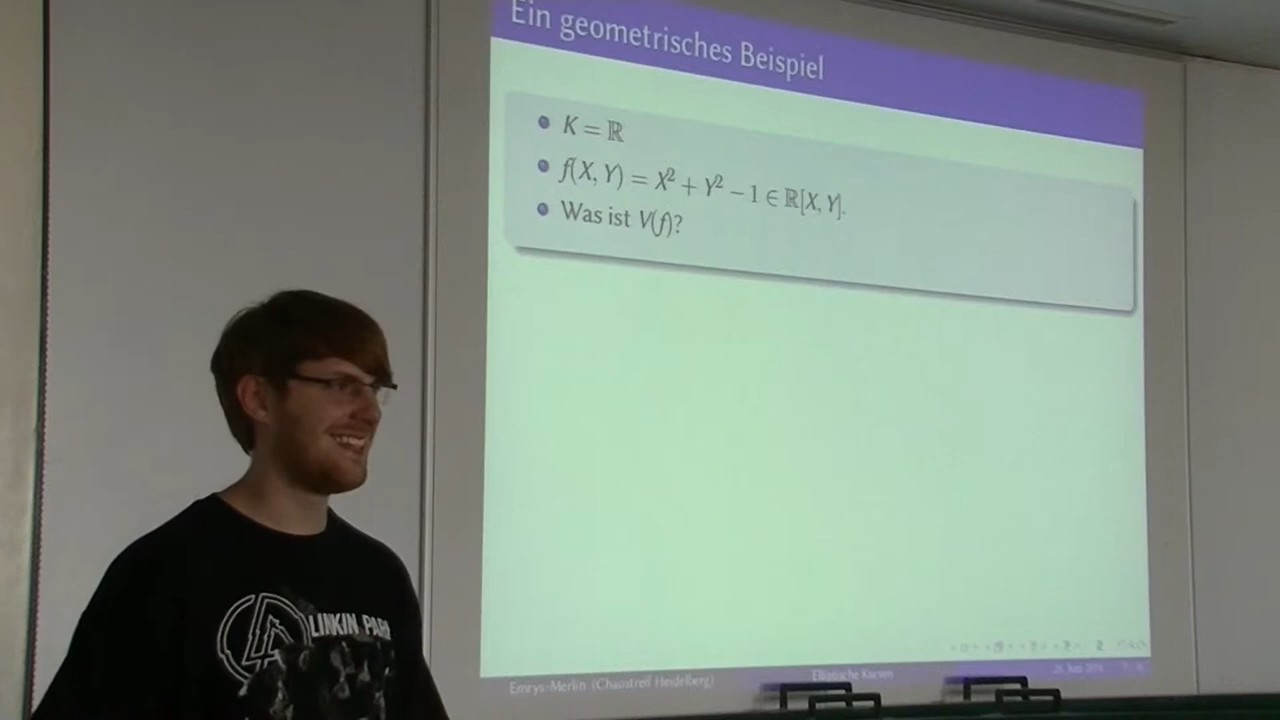 Ein geometrisches Beispiel
K = ℝ
f(X, Y) = X² + Y² − 1 ∈ ℝ[X, Y].
Was ist V(f)?
LINKIN PARK
Emrys-Merlin (Chaostreff Heidelberg)
Elliptische Kurven